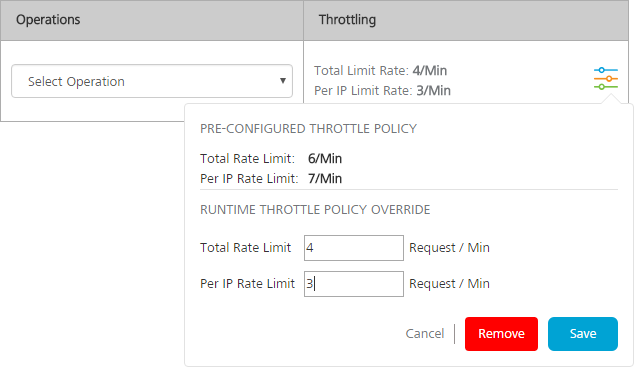 Operations Throttling
Select Operation Total Limit Rate: 4/Min
Per IP Limit Rate: 3/Min
PRE-CONFIGURED THROTTLE POLICY
Total Rate Limit: 6/Min
Per IP Rate Limit: 7/Min
RUNTIME THROTTLE POLICY OVERRIDE
Total Rate Limit 4 Request / Min
Per IP Rate Limit 3 Request / Min
Cancel Remove Save